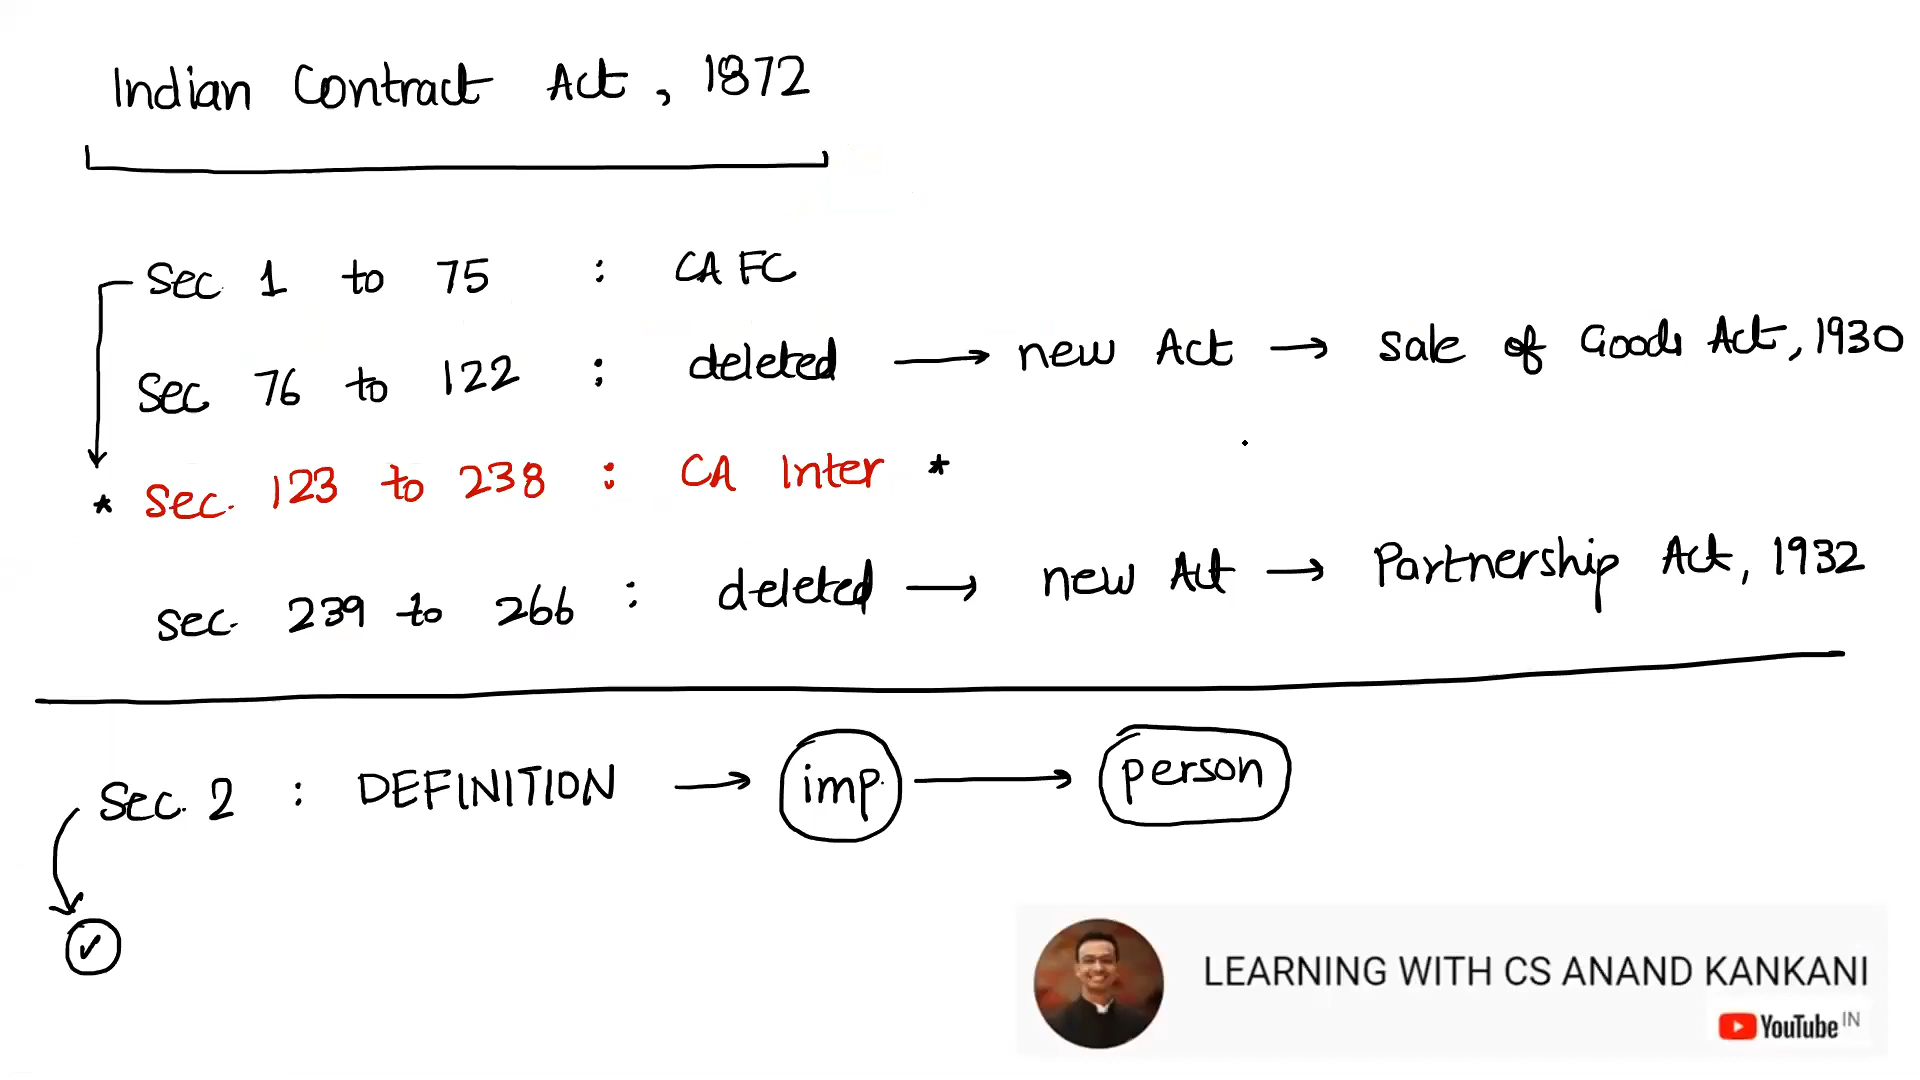 Indian Contract Act, 1872
Sec 1 to 75 : CA FC
Sec 76 to 122 : deleted → new Act → Sale of Goods Act, 1930
* Sec. 123 to 238 : CA Inter *
Sec. 239 to 266 : deleted → new Act → Partnership Act, 1932
Sec. 2 : DEFINITION → imp. → person
✓
LEARNING WITH CS ANAND KANKANI
YouTube IN